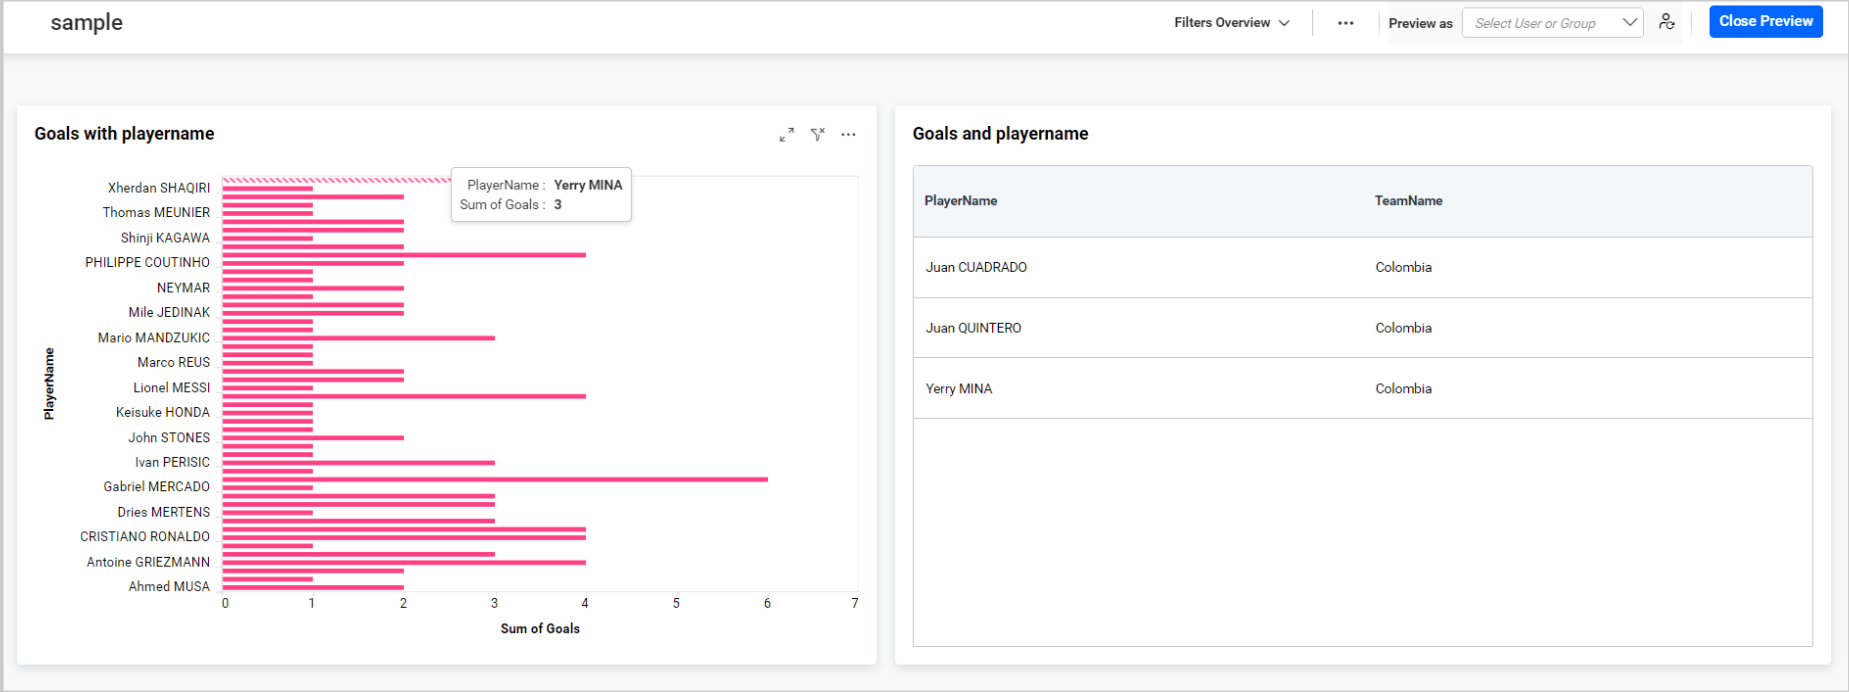 sample
Filters Overview
Preview as
Select User or Group
Close Preview
Goals with playername
PlayerName : Yerry MINA
Sum of Goals : 3
PlayerName
Xherdan SHAQIRI
Thomas MEUNIER
Shinji KAGAWA
PHILIPPE COUTINHO
NEYMAR
Mile JEDINAK
Mario MANDZUKIC
Marco REUS
Lionel MESSI
Keisuke HONDA
John STONES
Ivan PERISIC
Gabriel MERCADO
Dries MERTENS
CRISTIANO RONALDO
Antoine GRIEZMANN
Ahmed MUSA
0 1 2 3 4 5 6 7
Sum of Goals
Goals and playername
PlayerName TeamName
Juan CUADRADO Colombia
Juan QUINTERO Colombia
Yerry MINA Colombia